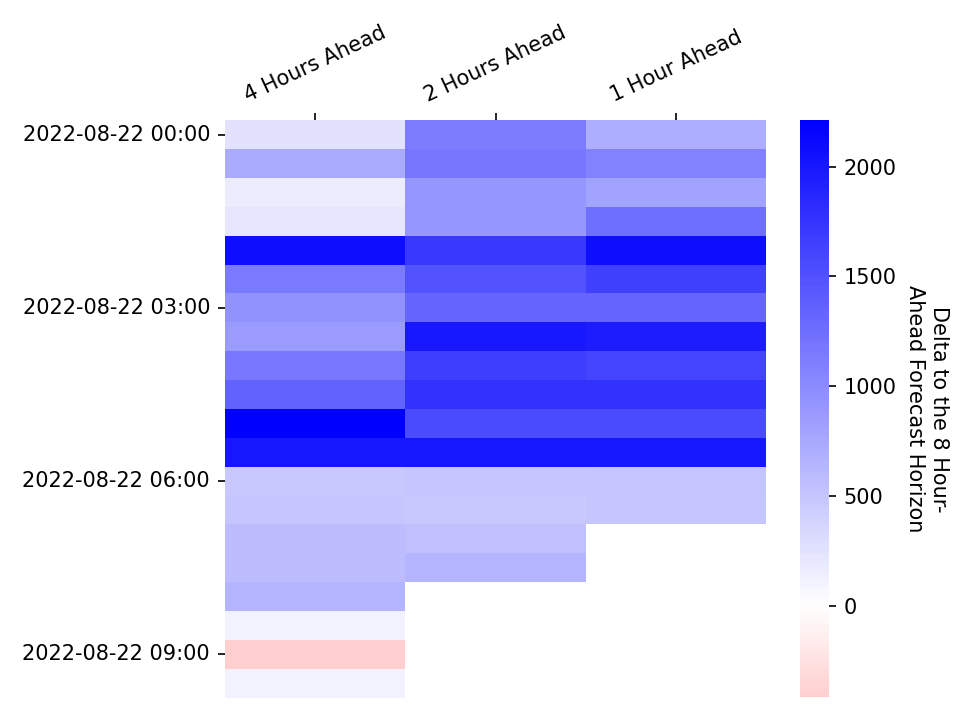 4 Hours Ahead
2 Hours Ahead
1 Hour Ahead
2022-08-22 00:00
2022-08-22 03:00
2022-08-22 06:00
2022-08-22 09:00
2000
1500
1000
500
0
Delta to the 8 Hour-
Ahead Forecast Horizon